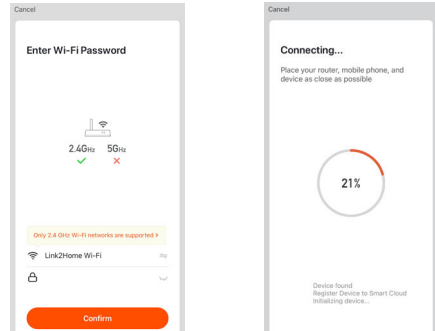 Cancel
Enter Wi-Fi Password
2.4GHz 5GHz
Only 2.4 GHz Wi-Fi networks are supported >
Link2Home Wi-Fi
Confirm
Cancel
Connecting...
Place your router, mobile phone, and
device as close as possible
21%
Device found
Register Device to Smart Cloud
Initializing device...